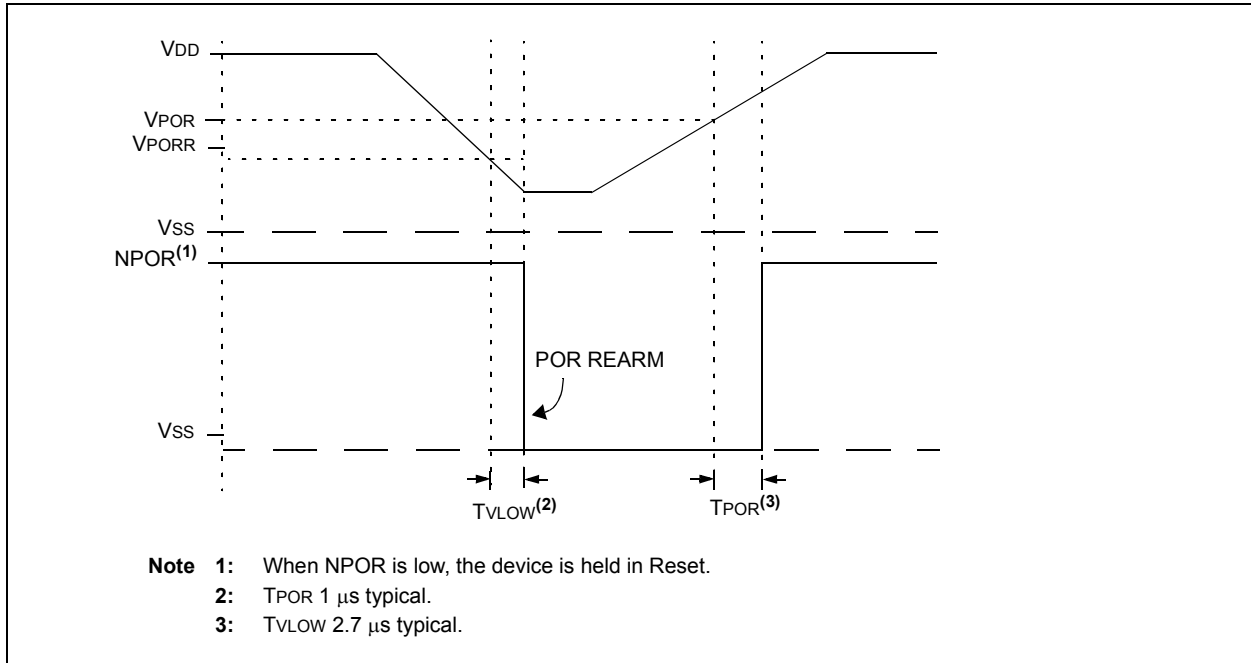 VDD
VPOR
VPORR
VSS
NPOR(1)
POR REARM
VSS
TVLOW(2)
TPOR(3)
Note 1: When NPOR is low, the device is held in Reset.
2: TPOR 1 μs typical.
3: TVLOW 2.7 μs typical.